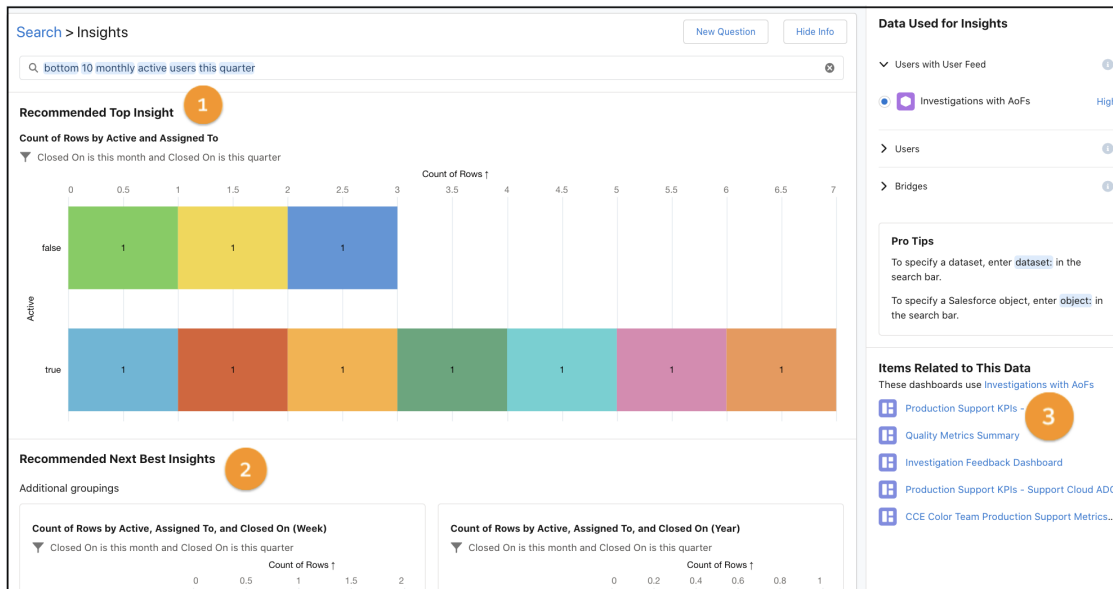 Search > Insights
New Question
Hide Info
bottom 10 monthly active users this quarter
Recommended Top Insight
1
Count of Rows by Active and Assigned To
Closed On is this month and Closed On is this quarter
Count of Rows ↑
0 0.5 1 1.5 2 2.5 3 3.5 4 4.5 5 5.5 6 6.5 7
false 1 1 1
Active
true 1 1 1 1 1 1 1
Recommended Next Best Insights
2
Additional groupings
Count of Rows by Active, Assigned To, and Closed On (Week)
Closed On is this month and Closed On is this quarter
Count of Rows ↑
0 0.5 1 1.5 2
Count of Rows by Active, Assigned To, and Closed On (Year)
Closed On is this month and Closed On is this quarter
Count of Rows ↑
0 0.2 0.4 0.6 0.8 1
Data Used for Insights
Users with User Feed
Investigations with AoFs High
Users
Bridges
Pro Tips
To specify a dataset, enter dataset: in the
search bar.
To specify a Salesforce object, enter object: in
the search bar.
Items Related to This Data
These dashboards use Investigations with AoFs
Production Support KPIs -
3
Quality Metrics Summary
Investigation Feedback Dashboard
Production Support KPIs - Support Cloud ADC
CCE Color Team Production Support Metrics...